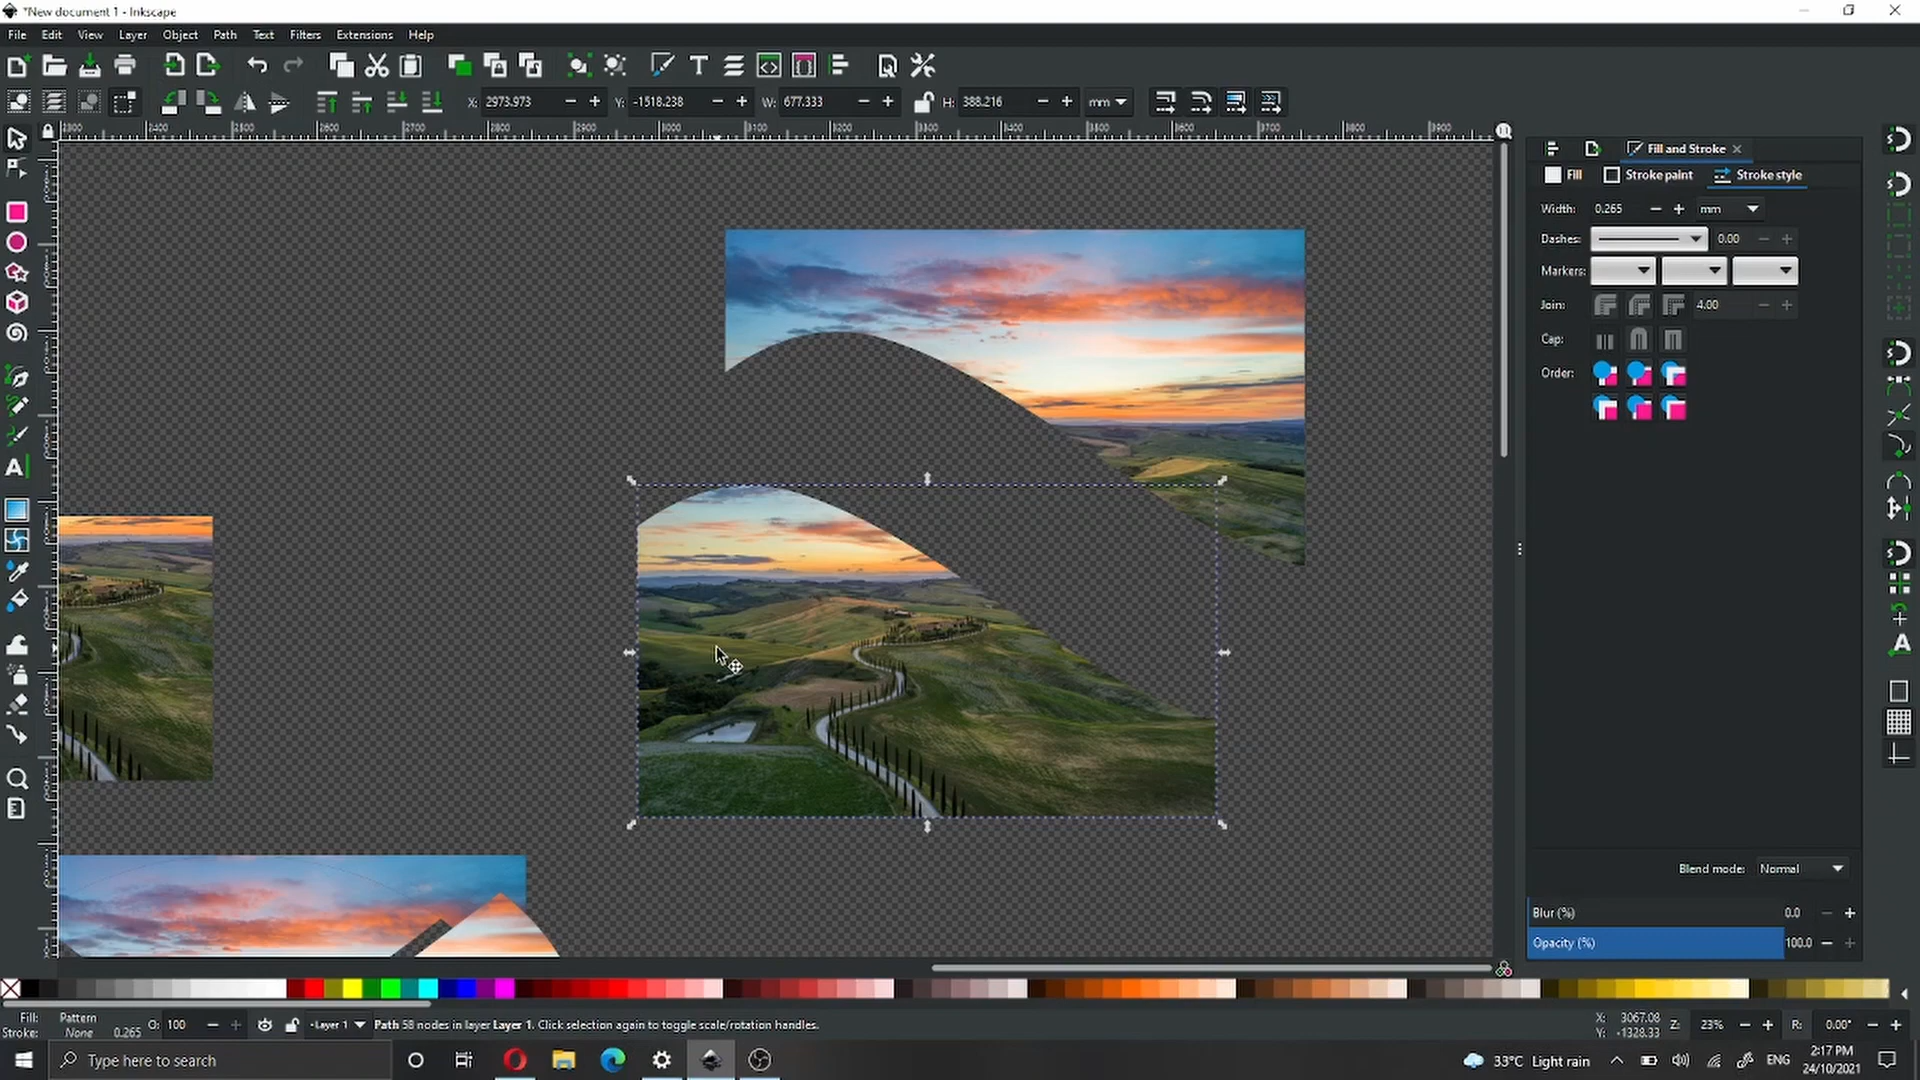 *New document 1 - Inkscape
File Edit View Layer Object Path Text Filters Extensions Help
X: 2973.973 Y: -1518.238 W: 677.333 H: 388.216 mm
Fill and Stroke
Fill Stroke paint Stroke style
Width: 0.265 mm
Dashes: 0.00
Markers:
Join: 4.00
Cap:
Order:
Blend mode: Normal
Blur (%) 0.0
Opacity (%) 100.0
Fill: Pattern O: 100 Layer 1 Path 58 nodes in layer Layer 1. Click selection again to toggle scale/rotation handles. X: 3067.08 Z: 23% R: 0.00°
Stroke: None 0.265 Y: -1328.33
Type here to search
33°C Light rain ENG 2:17 PM
24/10/2021